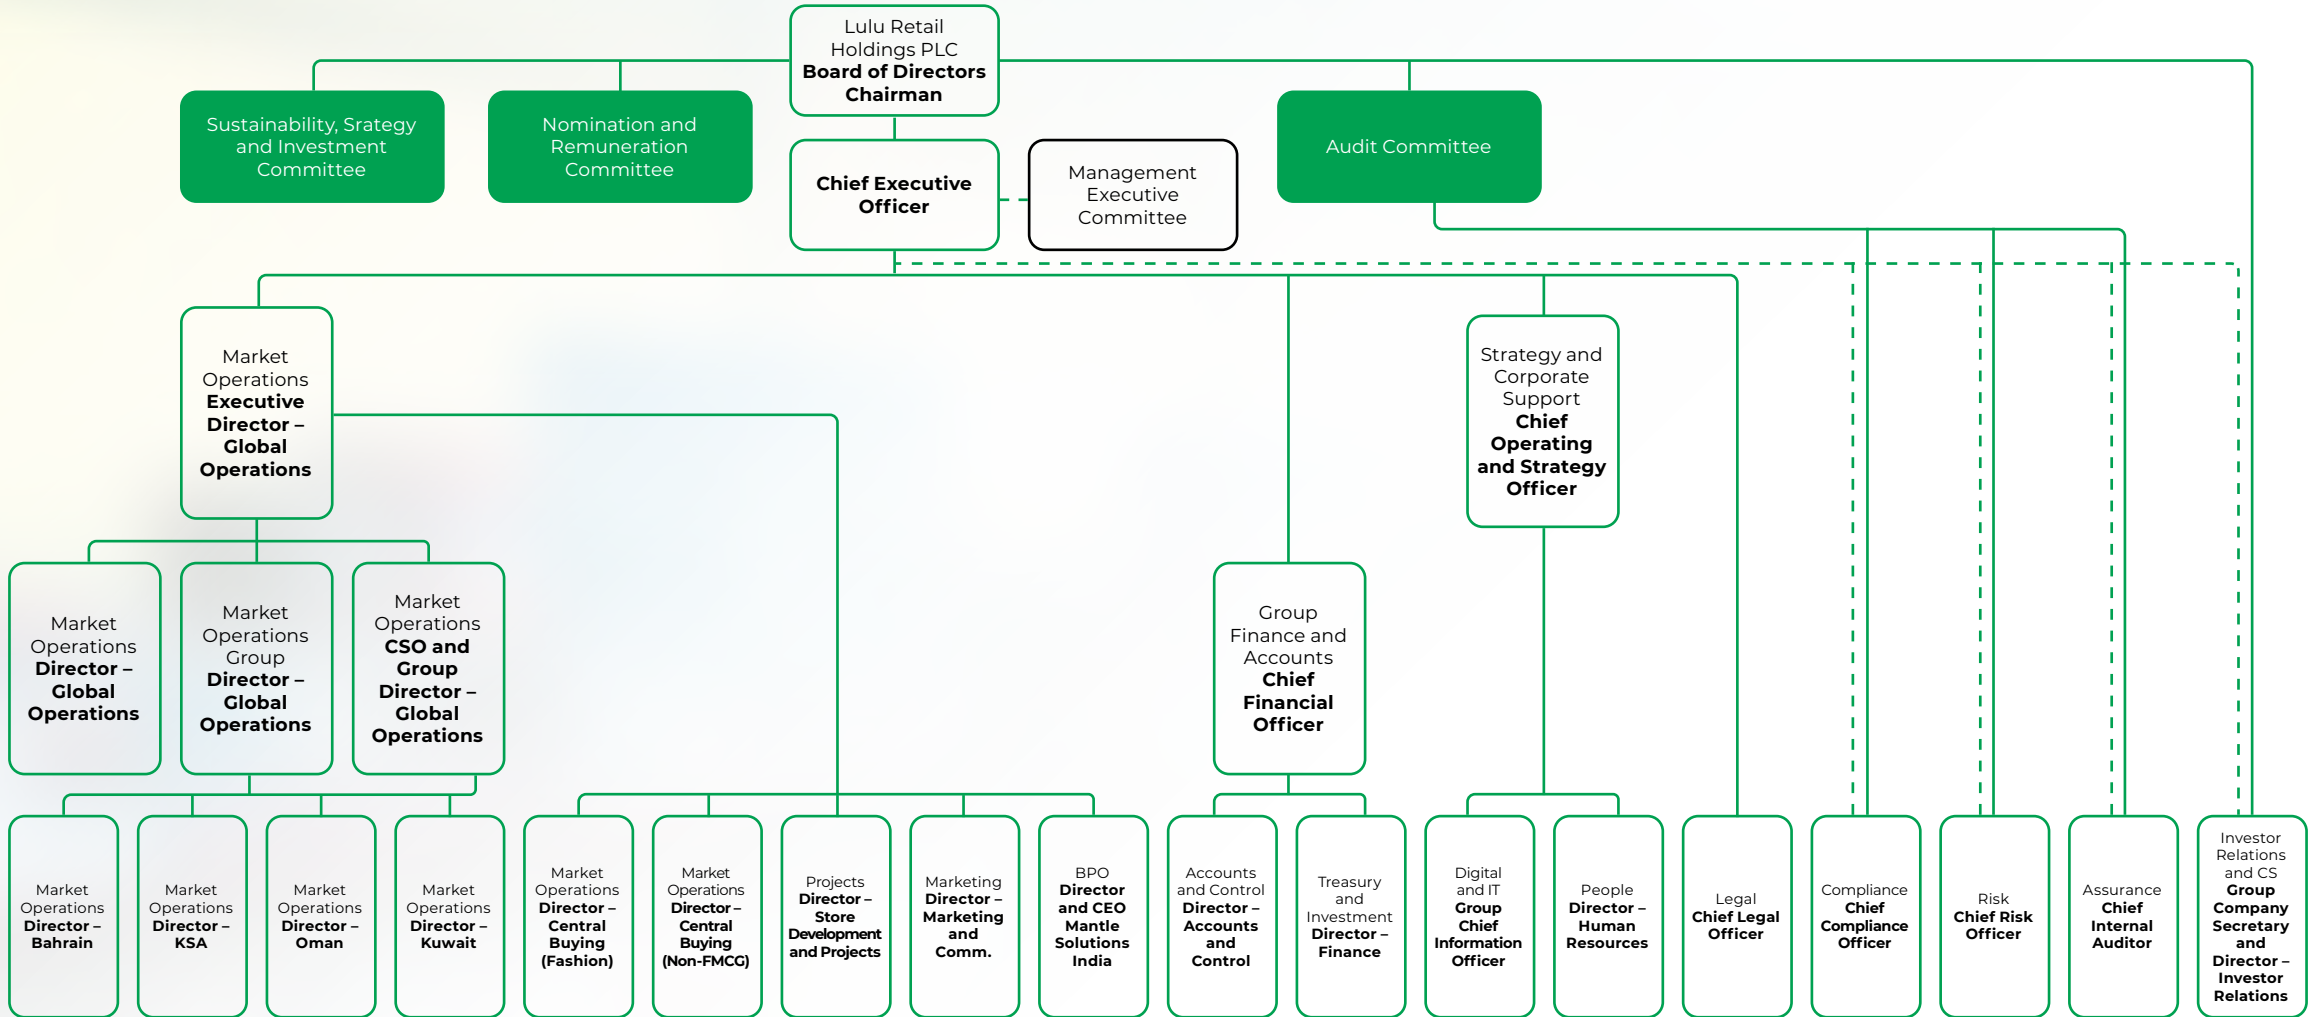 Lulu Retail
Holdings PLC
Board of Directors
Chairman
Sustainability, Srategy
and Investment
Committee
Nomination and
Remuneration
Committee
Audit Committee
Chief Executive
Officer
Management
Executive
Committee
Market
Operations
Executive
Director –
Global
Operations
Strategy and
Corporate
Support
Chief
Operating
and Strategy
Officer
Market
Operations
Director –
Global
Operations
Market
Operations
Group
Director –
Global
Operations
Market
Operations
CSO and
Group
Director –
Global
Operations
Group
Finance and
Accounts
Chief
Financial
Officer
Market
Operations
Director –
Bahrain
Market
Operations
Director –
KSA
Market
Operations
Director –
Oman
Market
Operations
Director –
Kuwait
Market
Operations
Director –
Central
Buying
(Fashion)
Market
Operations
Director –
Central
Buying
(Non-FMCG)
Projects
Director –
Store
Development
and Projects
Marketing
Director –
Marketing
and
Comm.
BPO
Director
and CEO
Mantle
Solutions
India
Accounts
and Control
Director –
Accounts
and
Control
Treasury
and
Investment
Director –
Finance
Digital
and IT
Group
Chief
Information
Officer
People
Director –
Human
Resources
Legal
Chief Legal
Officer
Compliance
Chief
Compliance
Officer
Risk
Chief Risk
Officer
Assurance
Chief
Internal
Auditor
Investor
Relations
and CS
Group
Company
Secretary
and
Director –
Investor
Relations